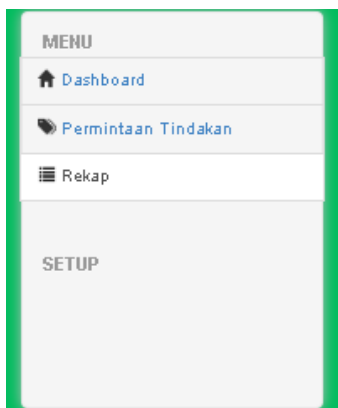 MENU
Dashboard
Permintaan Tindakan
Rekap
SETUP